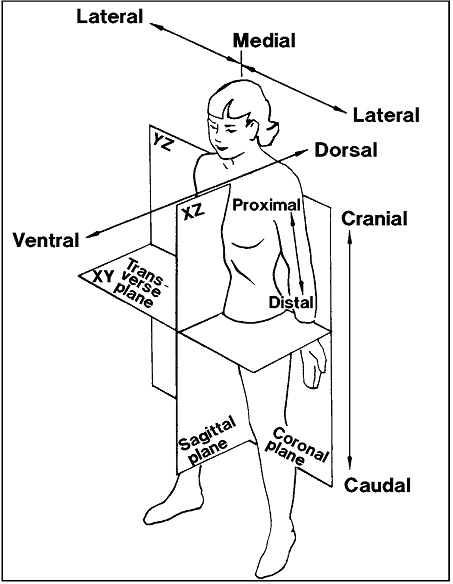 Lateral
Medial
Lateral
YZ
Dorsal
XZ
Proximal
Cranial
Ventral
XY
Trans-
verse
plane
Distal
Sagittal
plane
Coronal
plane
Caudal